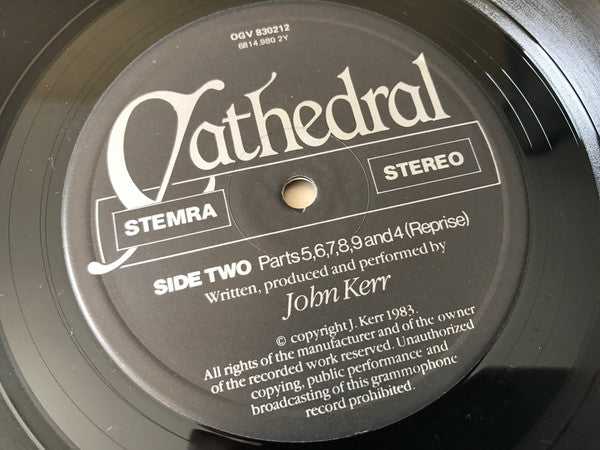 OGV 830212
6814.980 2Y
Cathedral
STEMRA
STEREO
SIDE TWO Parts 5,6,7,8,9 and 4 (Reprise)
Written, produced and performed by
John Kerr
© copyright J. Kerr 1983.
All rights of the manufacturer and of the owner
of the recorded work reserved. Unauthorized
copying, public performance and
broadcasting of this grammophone
record prohibited.